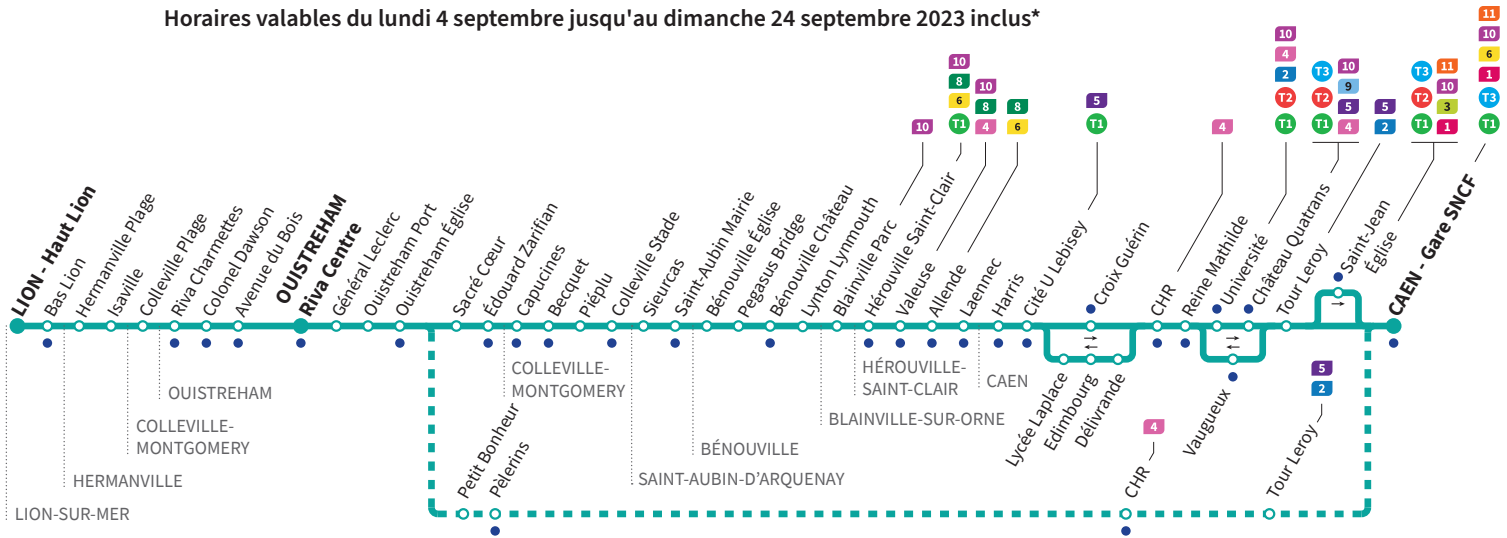 Horaires valables du lundi 4 septembre jusqu'au dimanche 24 septembre 2023 inclus*
LION - Haut Lion
Bas Lion
Hermanville Plage
Isaville
Colleville Plage
Riva Charmettes
Colonel Dawson
Avenue du Bois
OUISTREHAM
Riva Centre
Général Leclerc
Ouistreham Port
Ouistreham Église
Sacré Cœur
Édouard Zarifian
Capucines
Becquet
Piéplu
Colleville Stade
Sieurcas
Saint-Aubin Mairie
Bénouville Église
Pegasus Bridge
Bénouville Château
Lynton Lynmouth
Blainville Parc
10
Hérouville Saint-Clair
10
8
6
T1
Valeuse
10
8
4
Allende
8
6
Laennec
Harris
Cité U Lebisey
Croix Guérin
5
T1
CHR
4
Reine Mathilde
Université
10
4
2
T2
T1
Château Quatrans
T3 10
T2 9
T1 5
4
Tour Leroy
5
2
Saint-Jean
Église
T3 11
T2 10
T1 3
1
CAEN - Gare SNCF
11
10
6
1
T3
T1
Lycée Laplace
Edimbourg
Délivrande
Vaugueux
LION-SUR-MER
HERMANVILLE
COLLEVILLE-
MONTGOMERY
OUISTREHAM
COLLEVILLE-
MONTGOMERY
SAINT-AUBIN-D'ARQUENAY
BÉNOUVILLE
BLAINVILLE-SUR-ORNE
HÉROUVILLE-
SAINT-CLAIR
CAEN
Petit Bonheur
Pèlerins
CHR
4
Tour Leroy
5
2